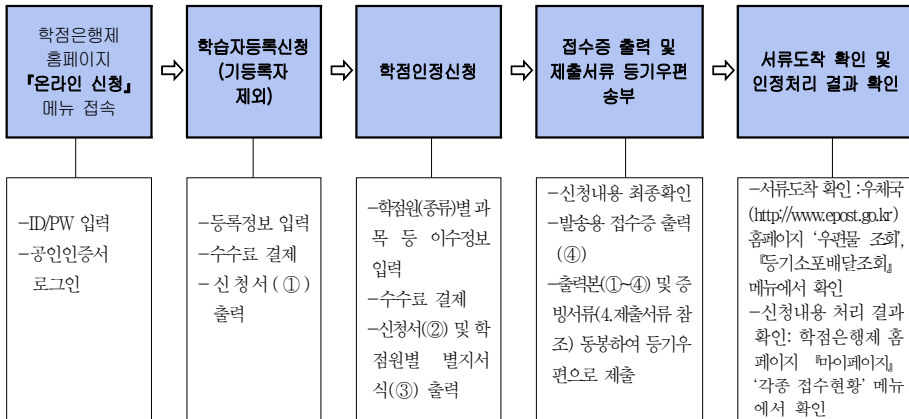 학점은행제
홈페이지
『온라인 신청』
메뉴 접속
학습자등록신청
(기등록자
제외)
학점인정신청
접수증 출력 및
제출서류 등기우편
송부
서류도착 확인 및
인정처리 결과 확인
-ID/PW 입력
-공인인증서
로그인
-등록정보 입력
-수수료 결제
-신청서(①)
출력
-학점원(종류)별 과
목 등 이수정보
입력
-수수료 결제
-신청서(②) 및 학
점원별 별지서
식(③) 출력
-신청내용 최종확인
-발송용 접수증 출력
(④)
-출력본(①~④) 및 증
빙서류(4.제출서류 참
조) 동봉하여 등기우
편으로 제출
-서류도착 확인 :우체국
(http://www.epost.go.kr)
홈페이지 ‘우편물 조회’,
『등기소포배달조회』
메뉴에서 확인
-신청내용 처리 결과
확인: 학점은행제 홈
페이지 『마이페이지』
‘각종 접수현황’ 메뉴
에서 확인